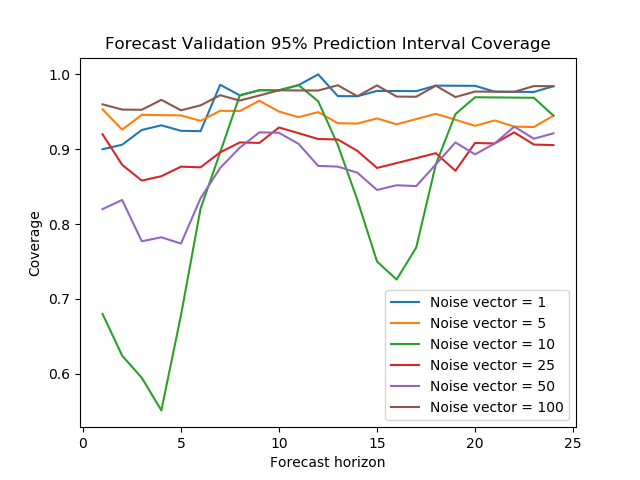 Forecast Validation 95% Prediction Interval Coverage
1.0
0.9
0.8
0.7
0.6
Coverage
0
5
10
15
20
25
Forecast horizon
Noise vector = 1
Noise vector = 5
Noise vector = 10
Noise vector = 25
Noise vector = 50
Noise vector = 100